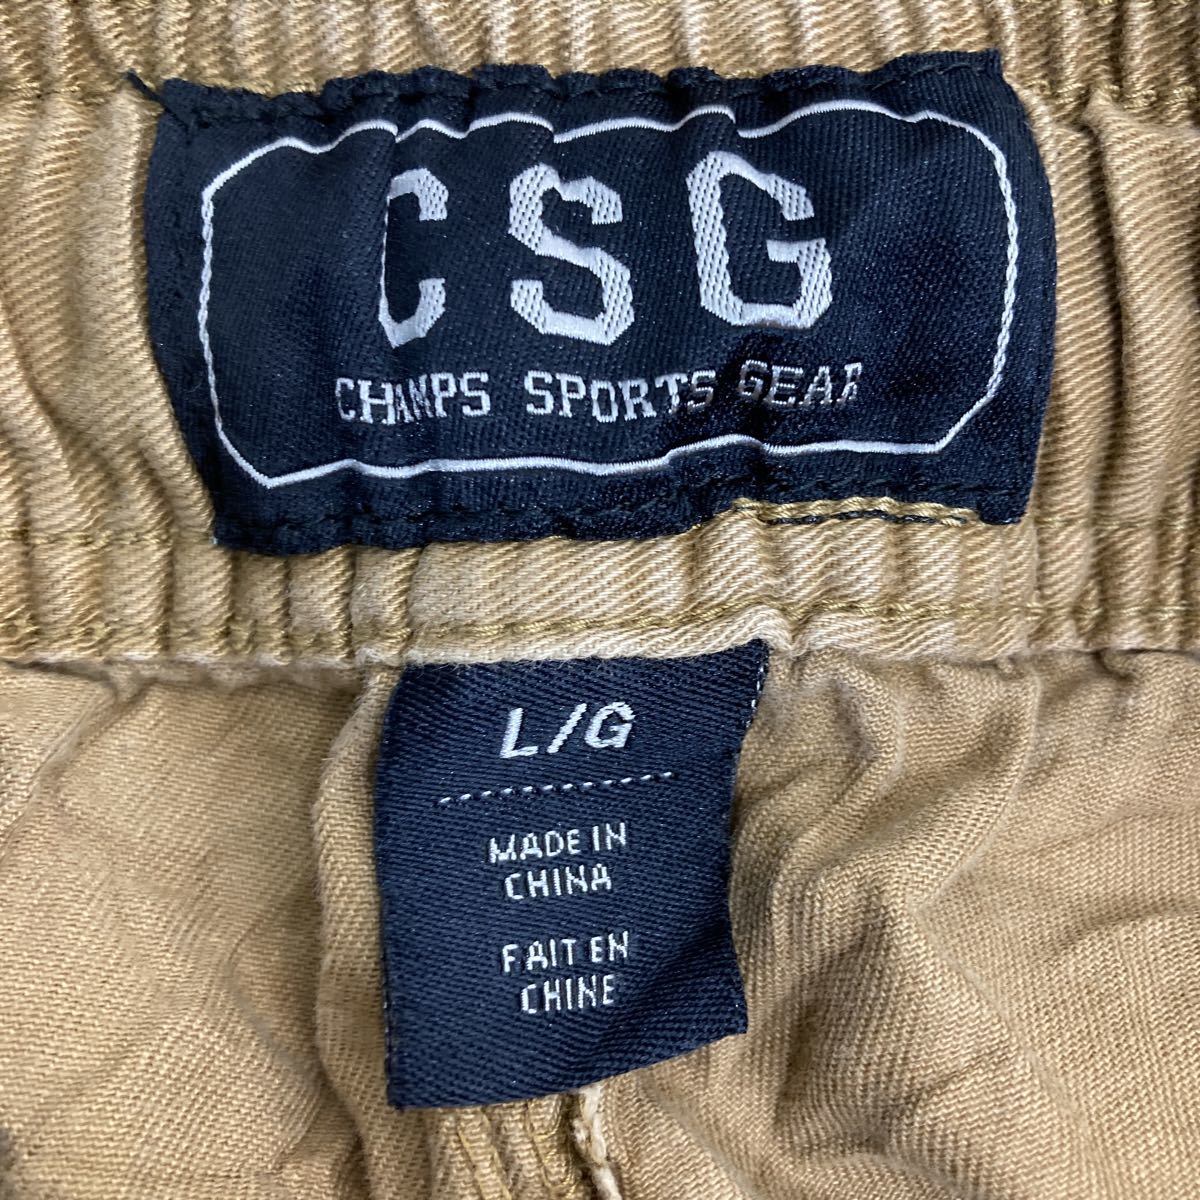 CSG
CHAMPS SPORTS GEAR
L/G
MADE IN
CHINA
FAIT EN
CHINE